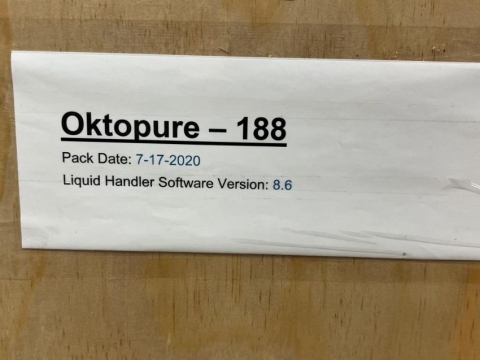 Oktopure – 188
Pack Date: 7-17-2020
Liquid Handler Software Version: 8.6